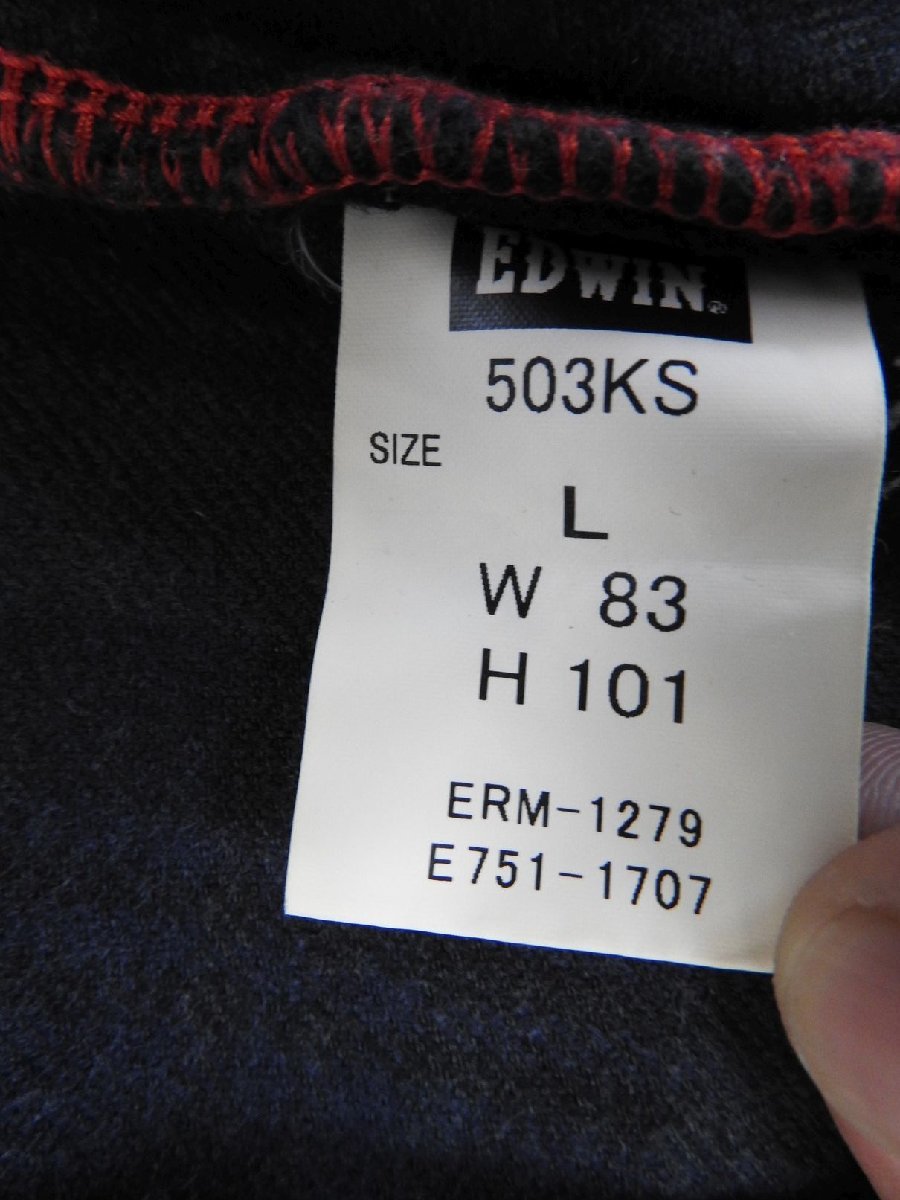 EDWIN®
503KS
SIZE
L
W 83
H 101
ERM-1279
E751-1707